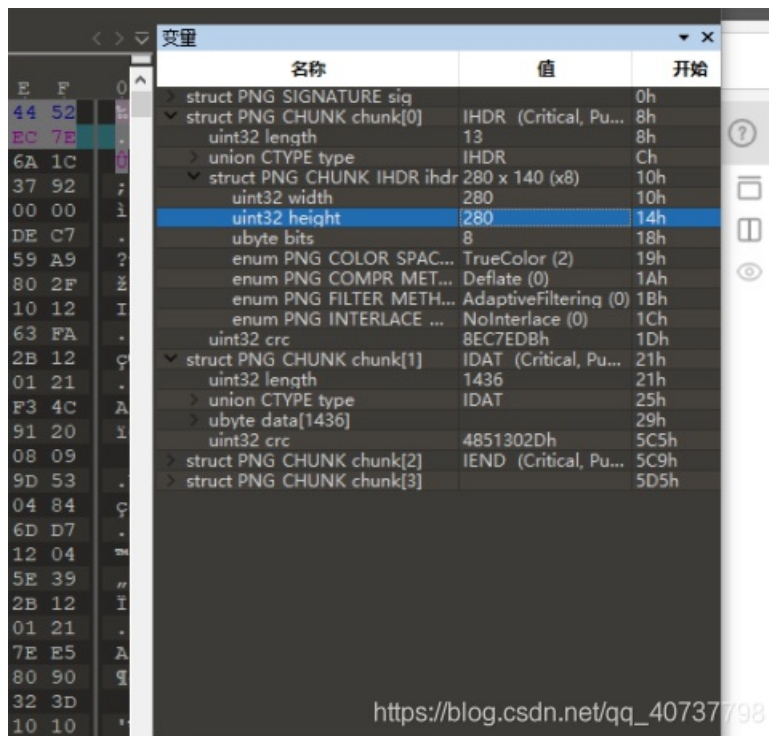 变量
名称 值 开始
E F 0
struct PNG SIGNATURE sig 0h
44 52 struct PNG CHUNK chunk[0] IHDR (Critical, Pu... 8h
EC 7E uint32 length 13 8h
6A 1C union CTYPE type IHDR Ch
37 92 struct PNG CHUNK IHDR ihdr 280 x 140 (x8) 10h
uint32 width 280 10h
00 00 uint32 height 280 14h
DE C7 ubyte bits 8 18h
59 A9 enum PNG COLOR SPAC... TrueColor (2) 19h
80 2F enum PNG COMPR MET... Deflate (0) 1Ah
10 12 enum PNG FILTER METH... AdaptiveFiltering (0) 1Bh
enum PNG INTERLACE ... NoInterlace (0) 1Ch
63 FA uint32 crc 8EC7EDBh 1Dh
2B 12 struct PNG CHUNK chunk[1] IDAT (Critical, Pu... 21h
01 21 uint32 length 1436 21h
F3 4C union CTYPE type IDAT 25h
91 20 ubyte data[1436] 29h
uint32 crc 4851302Dh 5C5h
08 09 struct PNG CHUNK chunk[2] IEND (Critical, Pu... 5C9h
9D 53 struct PNG CHUNK chunk[3] 5D5h
04 84
6D D7
12 04
5E 39
2B 12
01 21
7E E5
80 90
32 3D
10 10
https://blog.csdn.net/qq_40737798